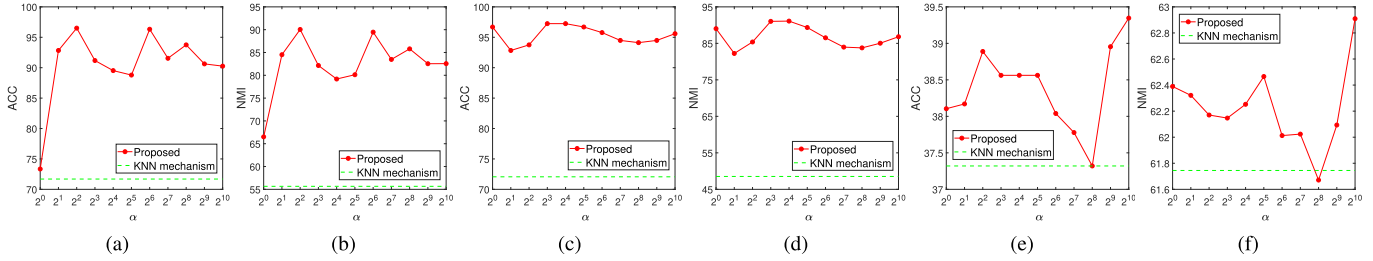 100
95
90
85
80
75
70
ACC
Proposed
KNN mechanism
2^0 2^1 2^2 2^3 2^4 2^5 2^6 2^7 2^8 2^9 2^10
α
(a)
95
90
85
80
75
70
65
60
55
NMI
Proposed
KNN mechanism
2^0 2^1 2^2 2^3 2^4 2^5 2^6 2^7 2^8 2^9 2^10
α
(b)
100
95
90
85
80
75
70
ACC
Proposed
KNN mechanism
2^0 2^1 2^2 2^3 2^4 2^5 2^6 2^7 2^8 2^9 2^10
α
(c)
95
85
75
65
55
45
NMI
Proposed
KNN mechanism
2^0 2^1 2^2 2^3 2^4 2^5 2^6 2^7 2^8 2^9 2^10
α
(d)
39.5
39
38.5
38
37.5
37
ACC
Proposed
KNN mechanism
2^0 2^1 2^2 2^3 2^4 2^5 2^6 2^7 2^8 2^9 2^10
α
(e)
63
62.8
62.6
62.4
62.2
62
61.8
61.6
NMI
Proposed
KNN mechanism
2^0 2^1 2^2 2^3 2^4 2^5 2^6 2^7 2^8 2^9 2^10
α
(f)